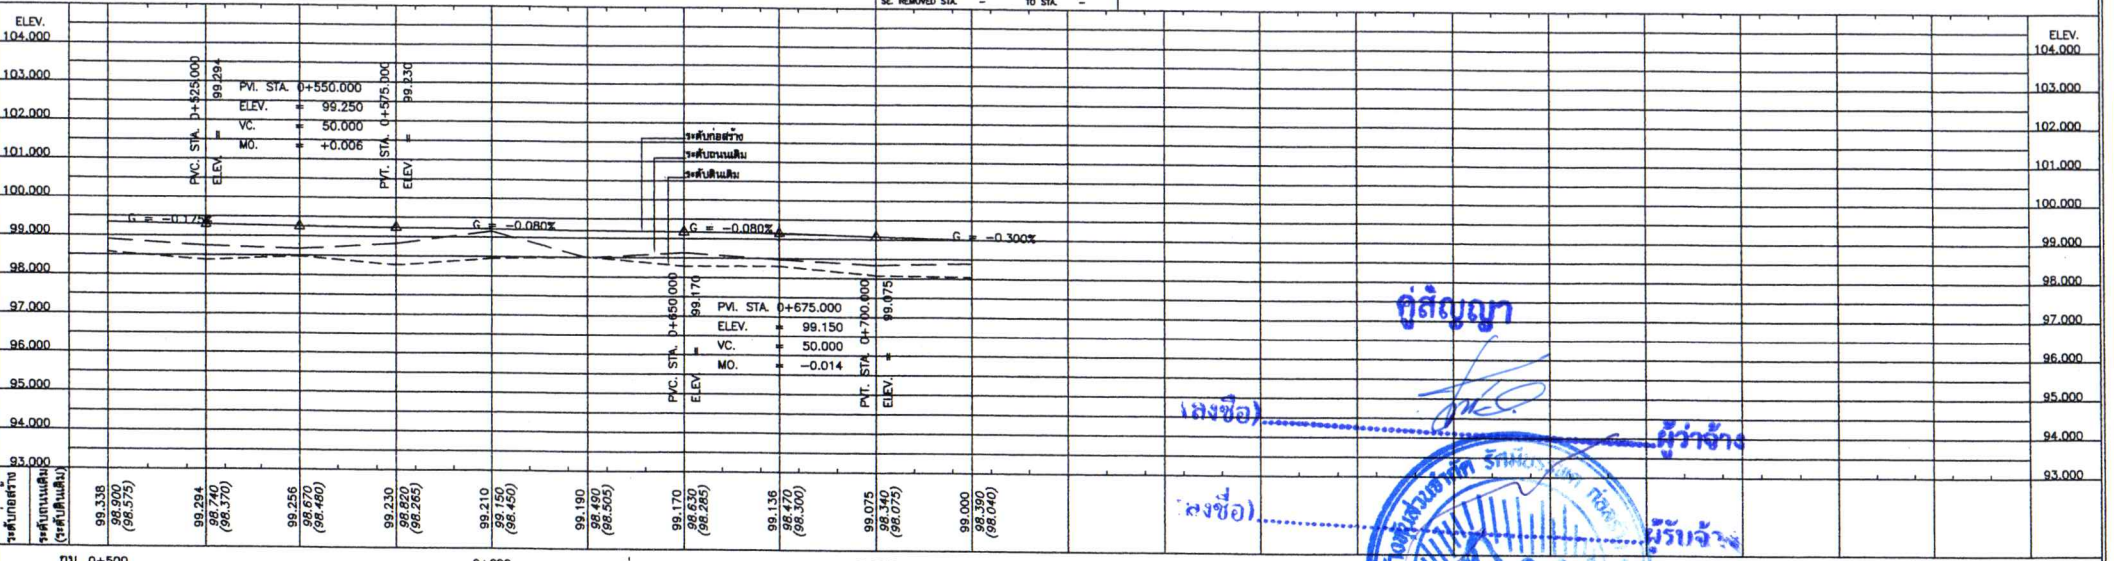 SE. REMOVED STA. - TO STA. -
ELEV.
104.000
103.000
102.000
101.000
100.000
99.000
98.000
97.000
96.000
95.000
94.000
93.000
PVC. STA. 0+525.000
ELEV. = 99.294
PVI. STA. 0+550.000
ELEV. = 99.250
VC. = 50.000
MO. = +0.006
PVT. STA. 0+575.000
ELEV. = 99.230
ระดับก่อสร้าง
ระดับถนนเดิม
ระดับดินเดิม
G = -0.175%
G = -0.080%
G = -0.080%
G = -0.300%
PVC. STA. 0+650.000
ELEV. = 99.170
PVI. STA. 0+675.000
ELEV. = 99.150
VC. = 50.000
MO. = -0.014
PVT. STA. 0+700.000
ELEV. = 99.075
ELEV.
104.000
103.000
102.000
101.000
100.000
99.000
98.000
97.000
96.000
95.000
94.000
93.000
คู่สัญญา
(ลงชื่อ) ผู้ว่าจ้าง
(ลงชื่อ) ผู้รับจ้าง
ระดับก่อสร้าง
ระดับถนนเดิม
(ระดับดินเดิม)
99.338
98.900
(98.575)
99.294
98.740
(98.370)
99.256
98.670
(98.480)
99.230
98.820
(98.265)
99.210
99.150
(98.450)
99.190
98.490
(98.505)
99.170
98.630
(98.285)
99.136
98.470
(98.300)
99.075
98.340
(98.075)
99.000
98.390
(98.040)
กม. 0+500